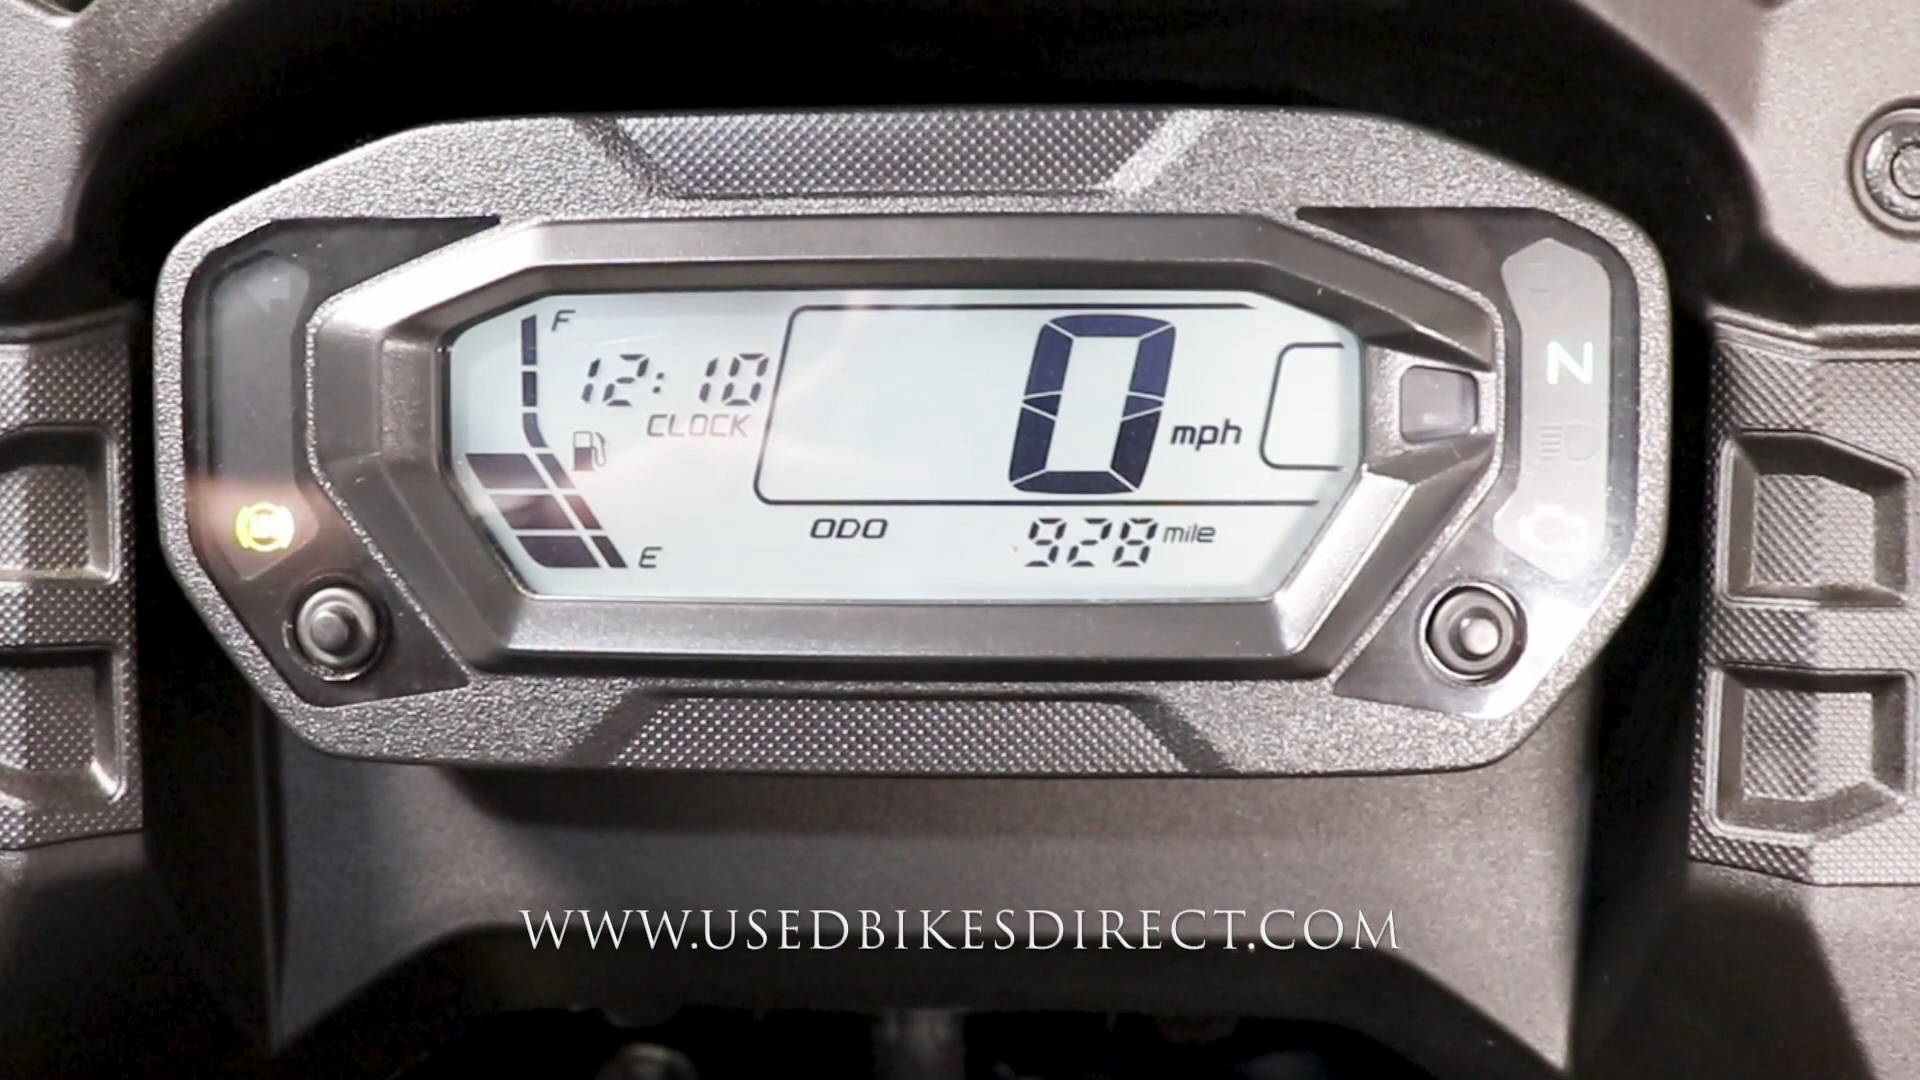 F
12:10
CLOCK
0 mph
N
E
ODO 928 mile
WWW.USEDBIKESDIRECT.COM